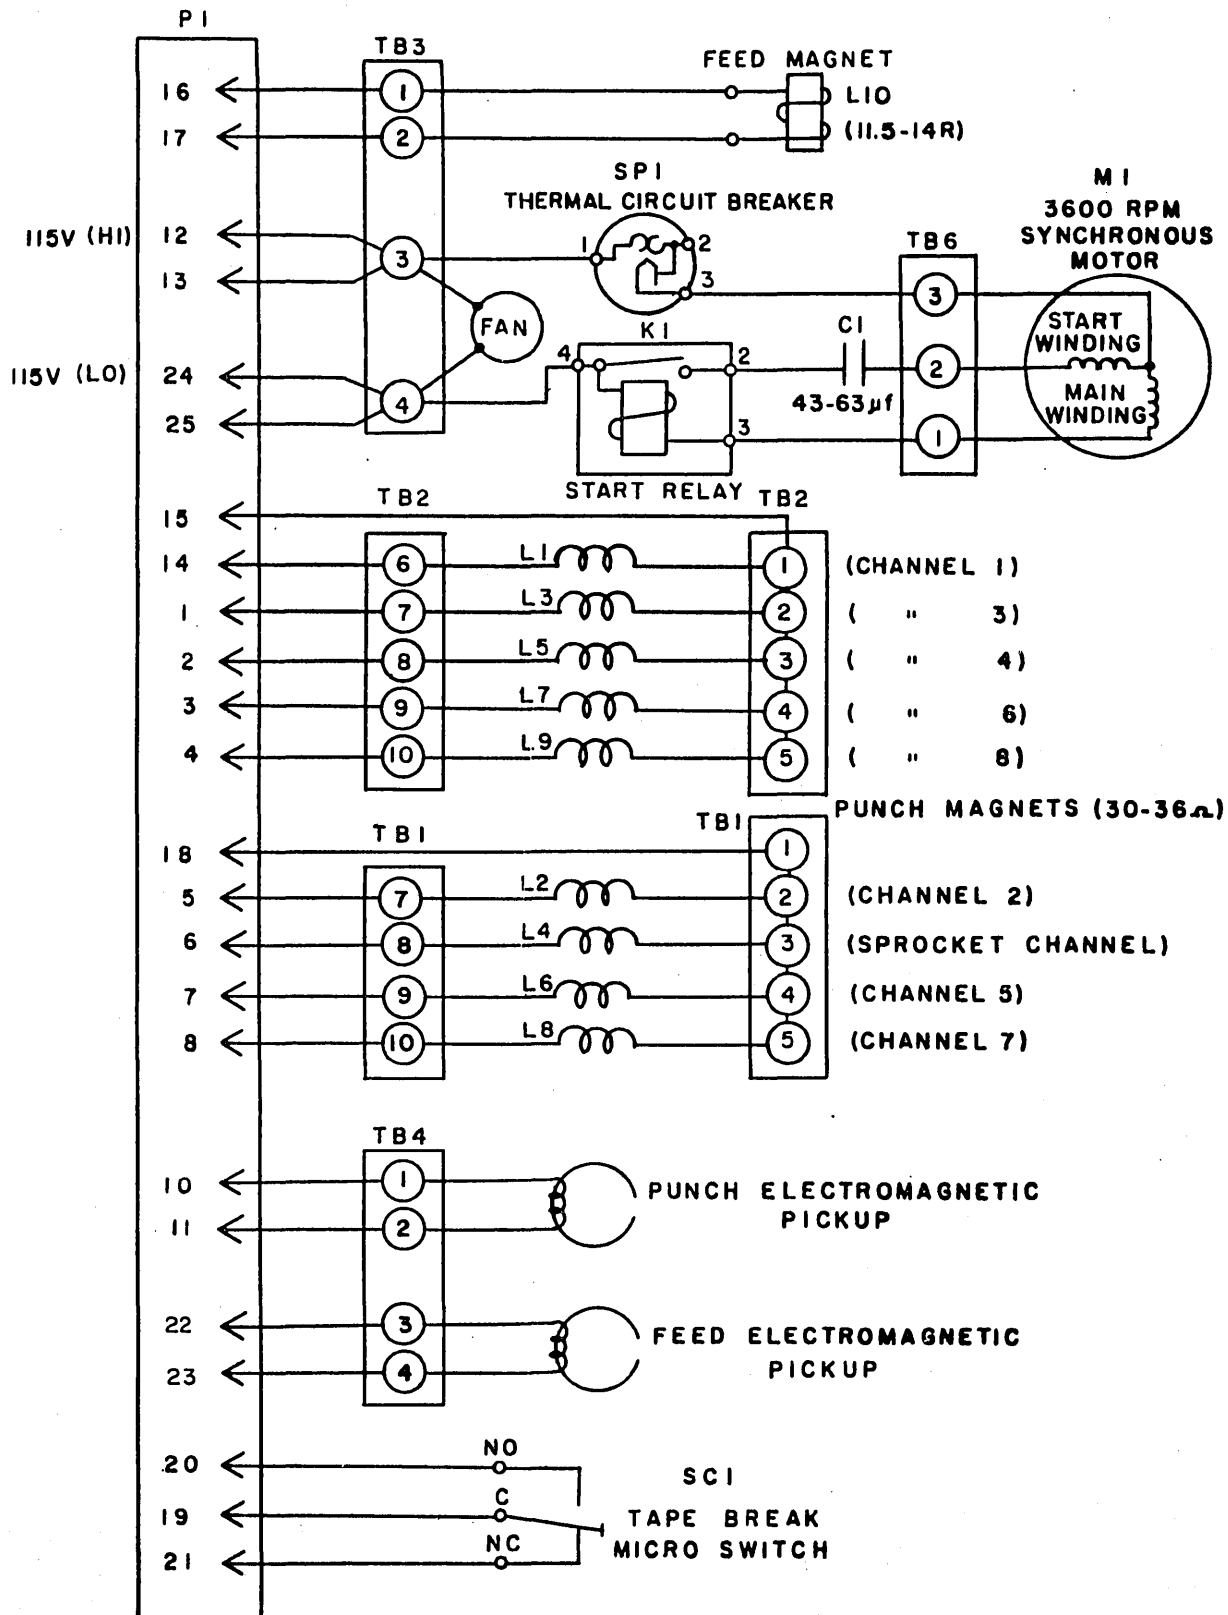 P1
TB3
16
1
FEED MAGNET
L10
17
2
(11.5-14R)
SP1
THERMAL CIRCUIT BREAKER
M1
3600 RPM
SYNCHRONOUS
MOTOR
115V (HI) 12
13
3
1
2
3
TB6
3
FAN
K1
C1
START
WINDING
115V (LO) 24
25
4
4
2
3
43-63µf
2
1
MAIN
WINDING
START RELAY
TB2
TB2
15
14 6 L1 1 (CHANNEL 1)
1 7 L3 2 ( " 3)
2 8 L5 3 ( " 4)
3 9 L7 4 ( " 6)
4 10 L9 5 ( " 8)
PUNCH MAGNETS (30-36Ω)
TB1
TB1
18 1
5 7 L2 2 (CHANNEL 2)
6 8 L4 3 (SPROCKET CHANNEL)
7 9 L6 4 (CHANNEL 5)
8 10 L8 5 (CHANNEL 7)
TB4
10 1
11 2
PUNCH ELECTROMAGNETIC
PICKUP
22 3
23 4
FEED ELECTROMAGNETIC
PICKUP
20 NO
19 C
21 NC
SC1
TAPE BREAK
MICRO SWITCH